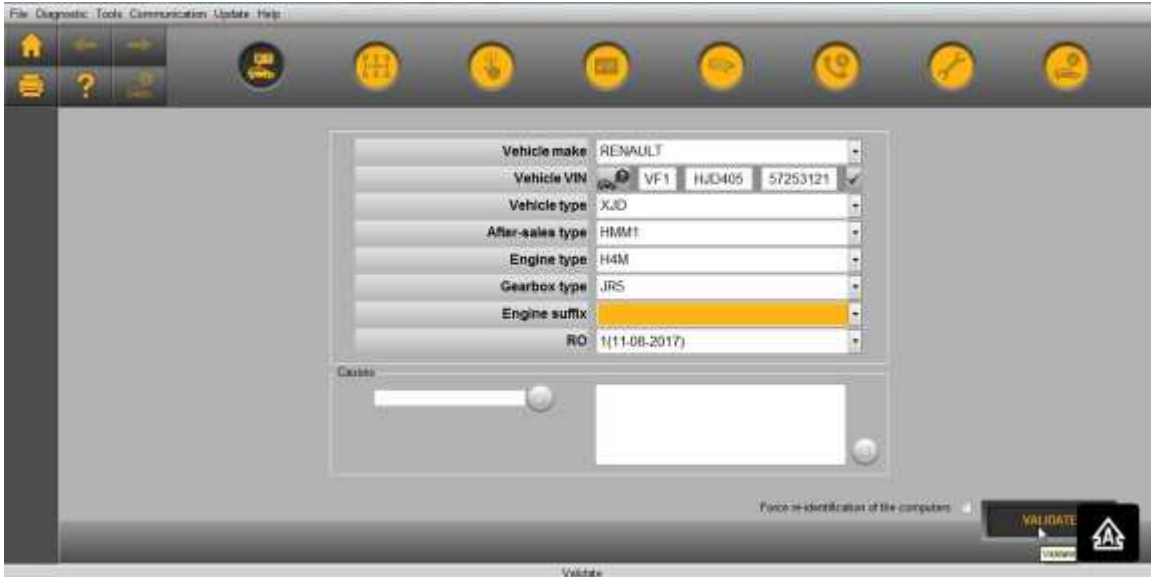 File Diagnostic Tools Communication Update Help
?
Vehicle make RENAULT
Vehicle VIN VF1 HJD405 57253121
Vehicle type XJD
After-sales type HMM1
Engine type H4M
Gearbox type JR5
Engine suffix
RO 1(11-08-2017)
Causes
Force re-identification of the computers
VALIDATE
Validate
Validate